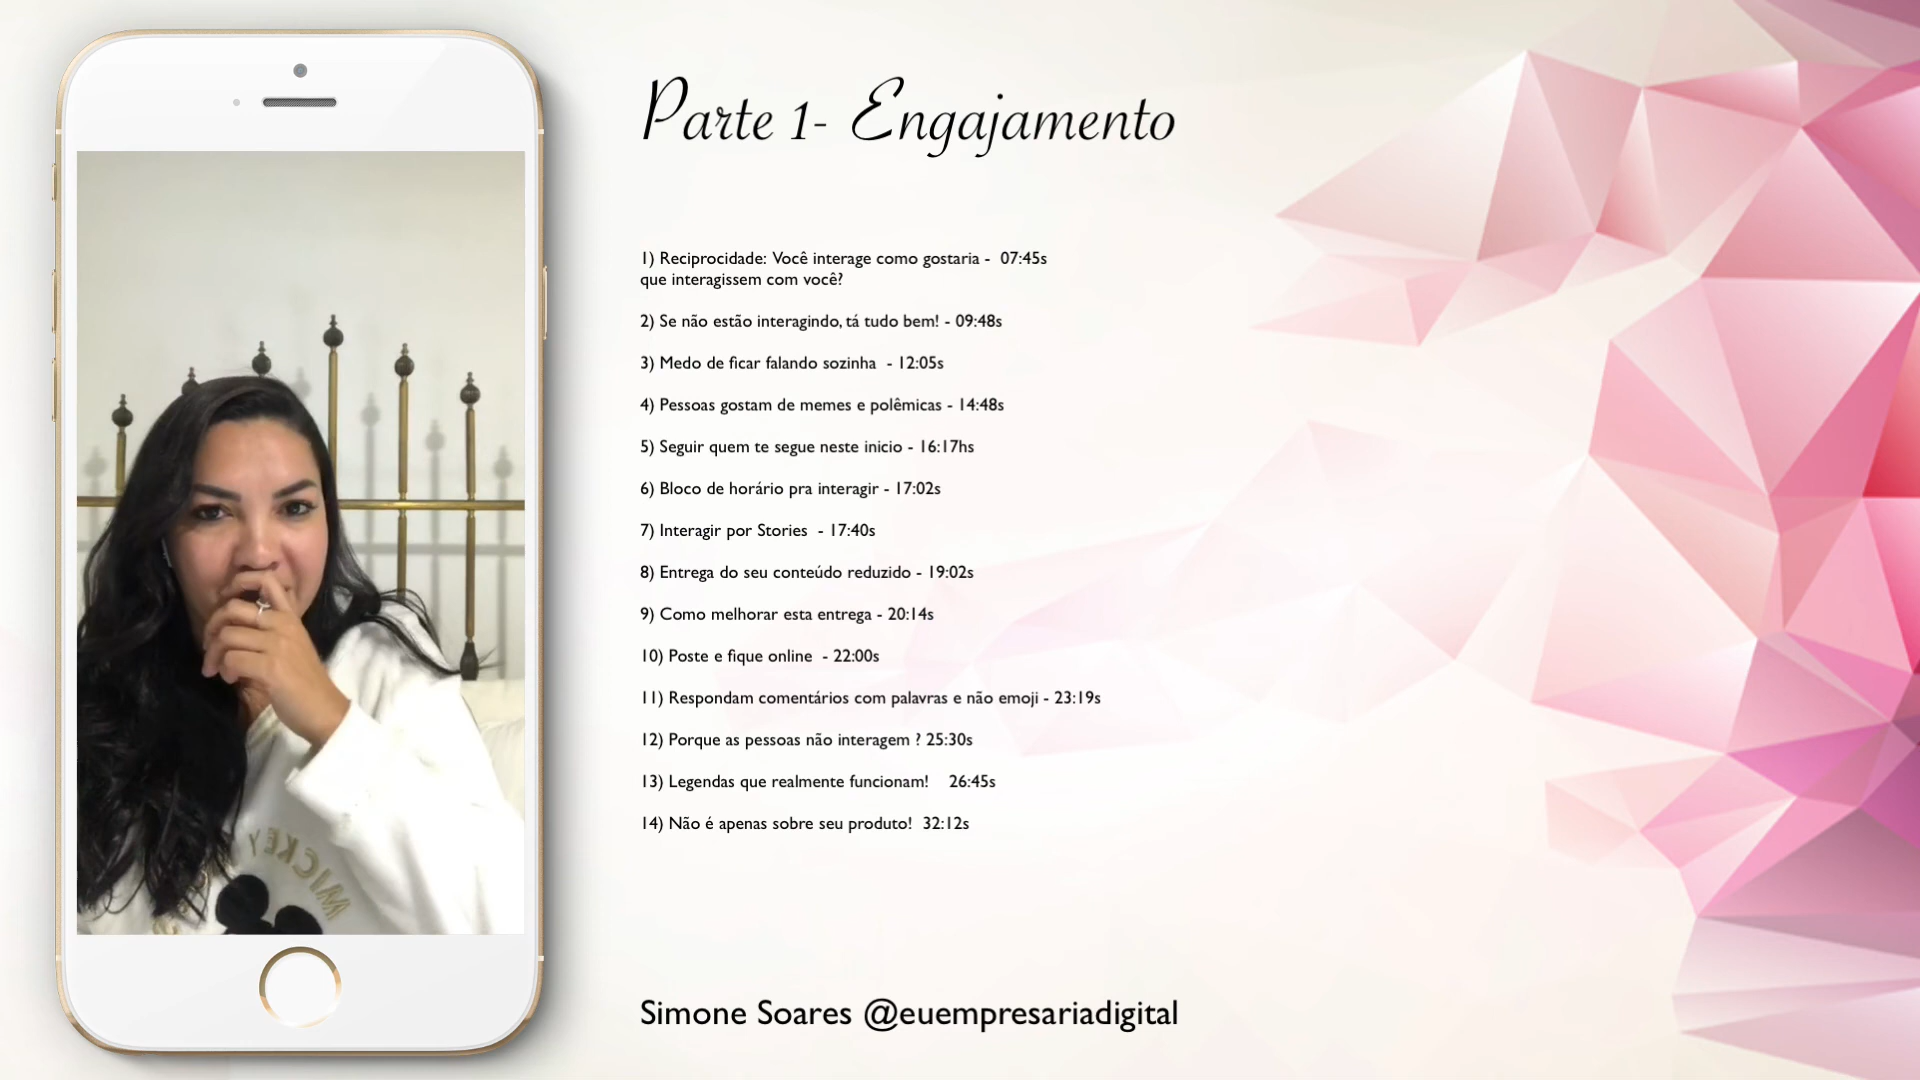 Parte 1- Engajamento
1) Reciprocidade: Você interage como gostaria -  07:45s
que interagissem com você?
2) Se não estão interagindo, tá tudo bem! - 09:48s
3) Medo de ficar falando sozinha  - 12:05s
4) Pessoas gostam de memes e polêmicas - 14:48s
5) Seguir quem te segue neste inicio - 16:17hs
6) Bloco de horário pra interagir - 17:02s
7) Interagir por Stories  - 17:40s
8) Entrega do seu conteúdo reduzido - 19:02s
9) Como melhorar esta entrega - 20:14s
10) Poste e fique online  - 22:00s
11) Respondam comentários com palavras e não emoji - 23:19s
12) Porque as pessoas não interagem ? 25:30s
13) Legendas que realmente funcionam!    26:45s
14) Não é apenas sobre seu produto!  32:12s
MICKEY
Simone Soares @euempresariadigital